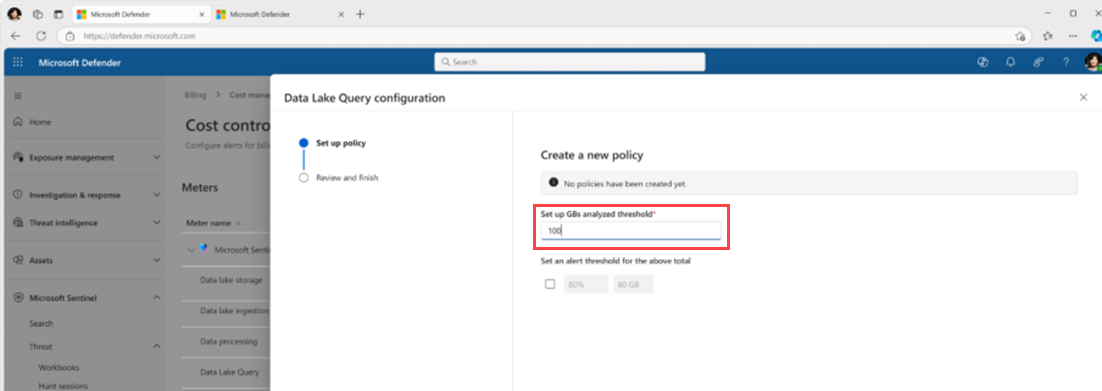 Microsoft Defender
Microsoft Defender
https://defender.microsoft.com
Microsoft Defender
Search
Data Lake Query configuration
Billing > Cost mana
Home
Cost contro
Configure alerts for billa
Set up policy
Review and finish
Create a new policy
No policies have been created yet.
Exposure management
Meters
Investigation & response
Threat intelligence
Meter name
Set up GBs analyzed threshold*
100
Microsoft Senti
Assets
Set an alert threshold for the above total
80%
80 GB
Data lake storage
Microsoft Sentinel
Data lake ingestion
Search
Data processing
Threat
Workbooks
Data Lake Query
Hunt sessions